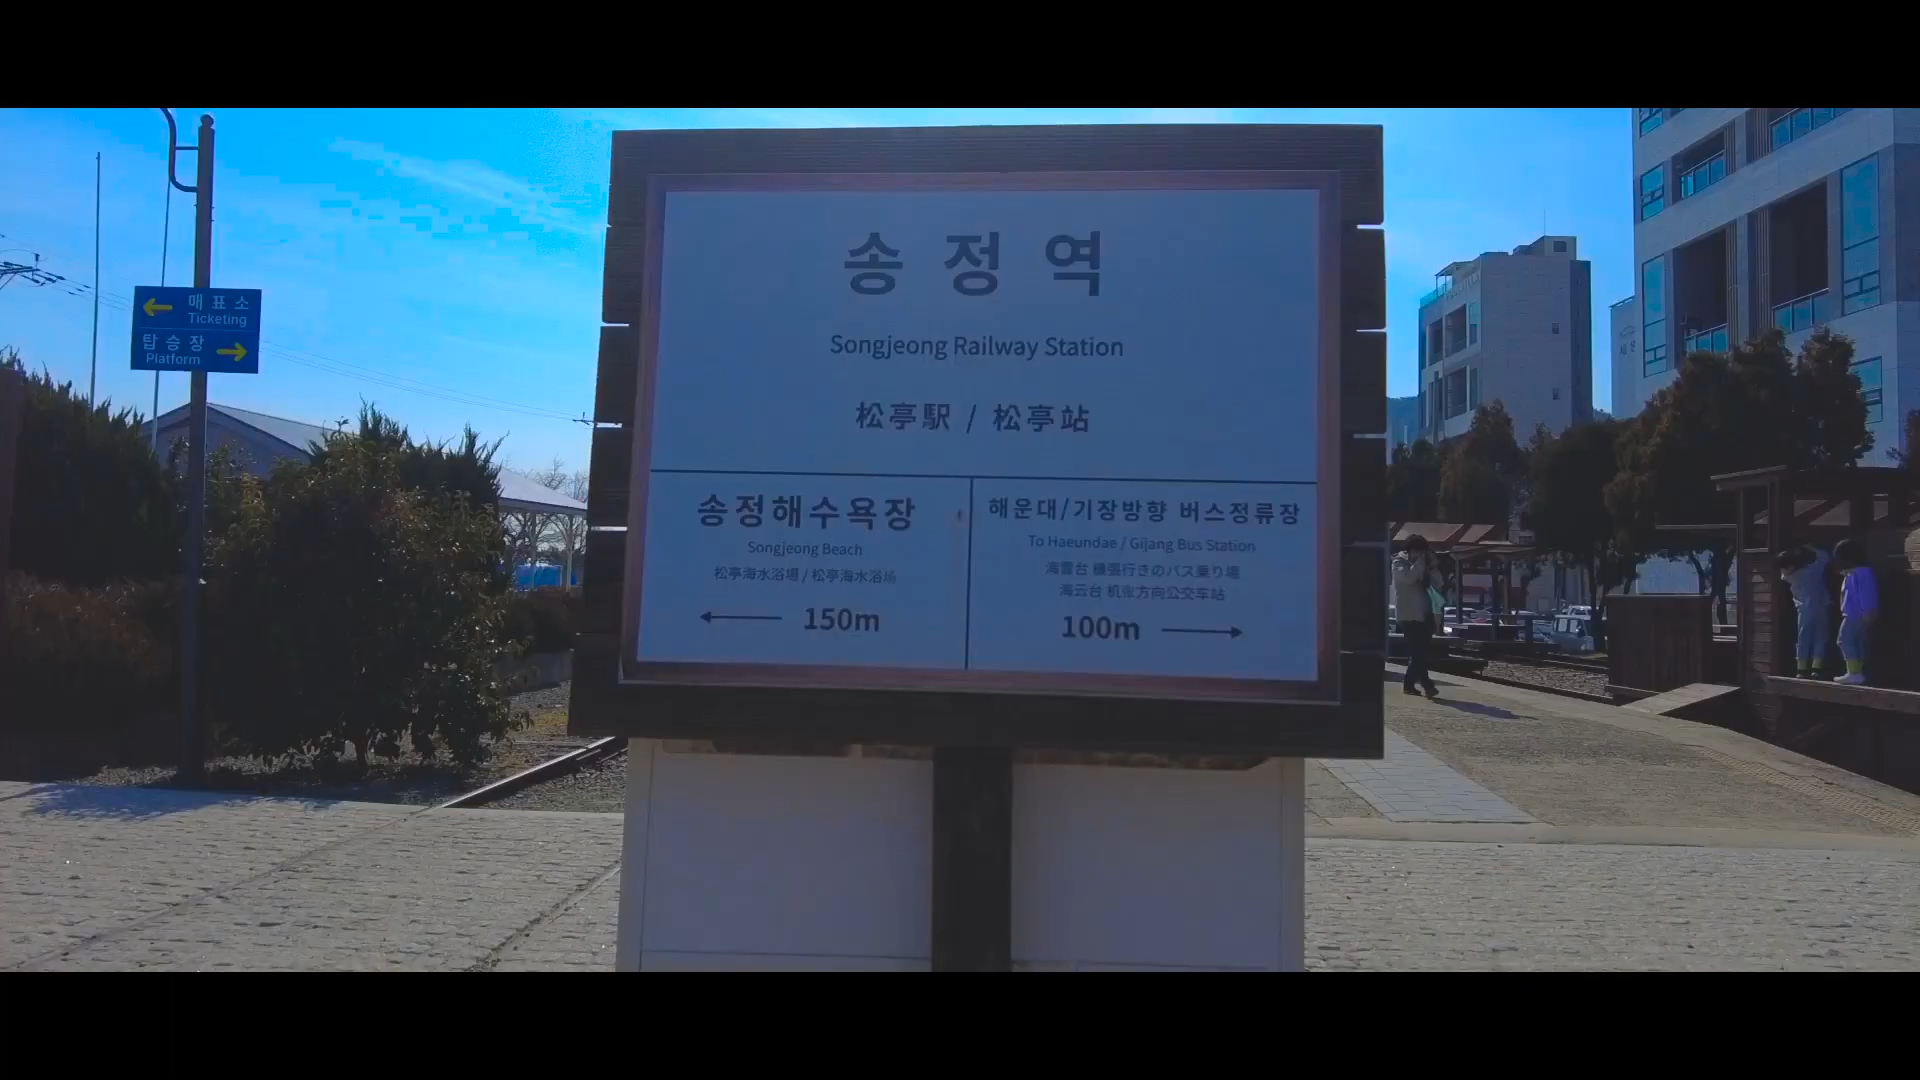 매표소
Ticketing
탑승장
Platform
송정역
Songjeong Railway Station
松亭駅 / 松亭站
송정해수욕장
Songjeong Beach
松亭海水浴場 / 松亭海水浴场
150m
해운대/기장방향 버스정류장
To Haeundae / Gijang Bus Station
海雲台 機張行きのバス乗り場
海云台 机张方向公交车站
100m